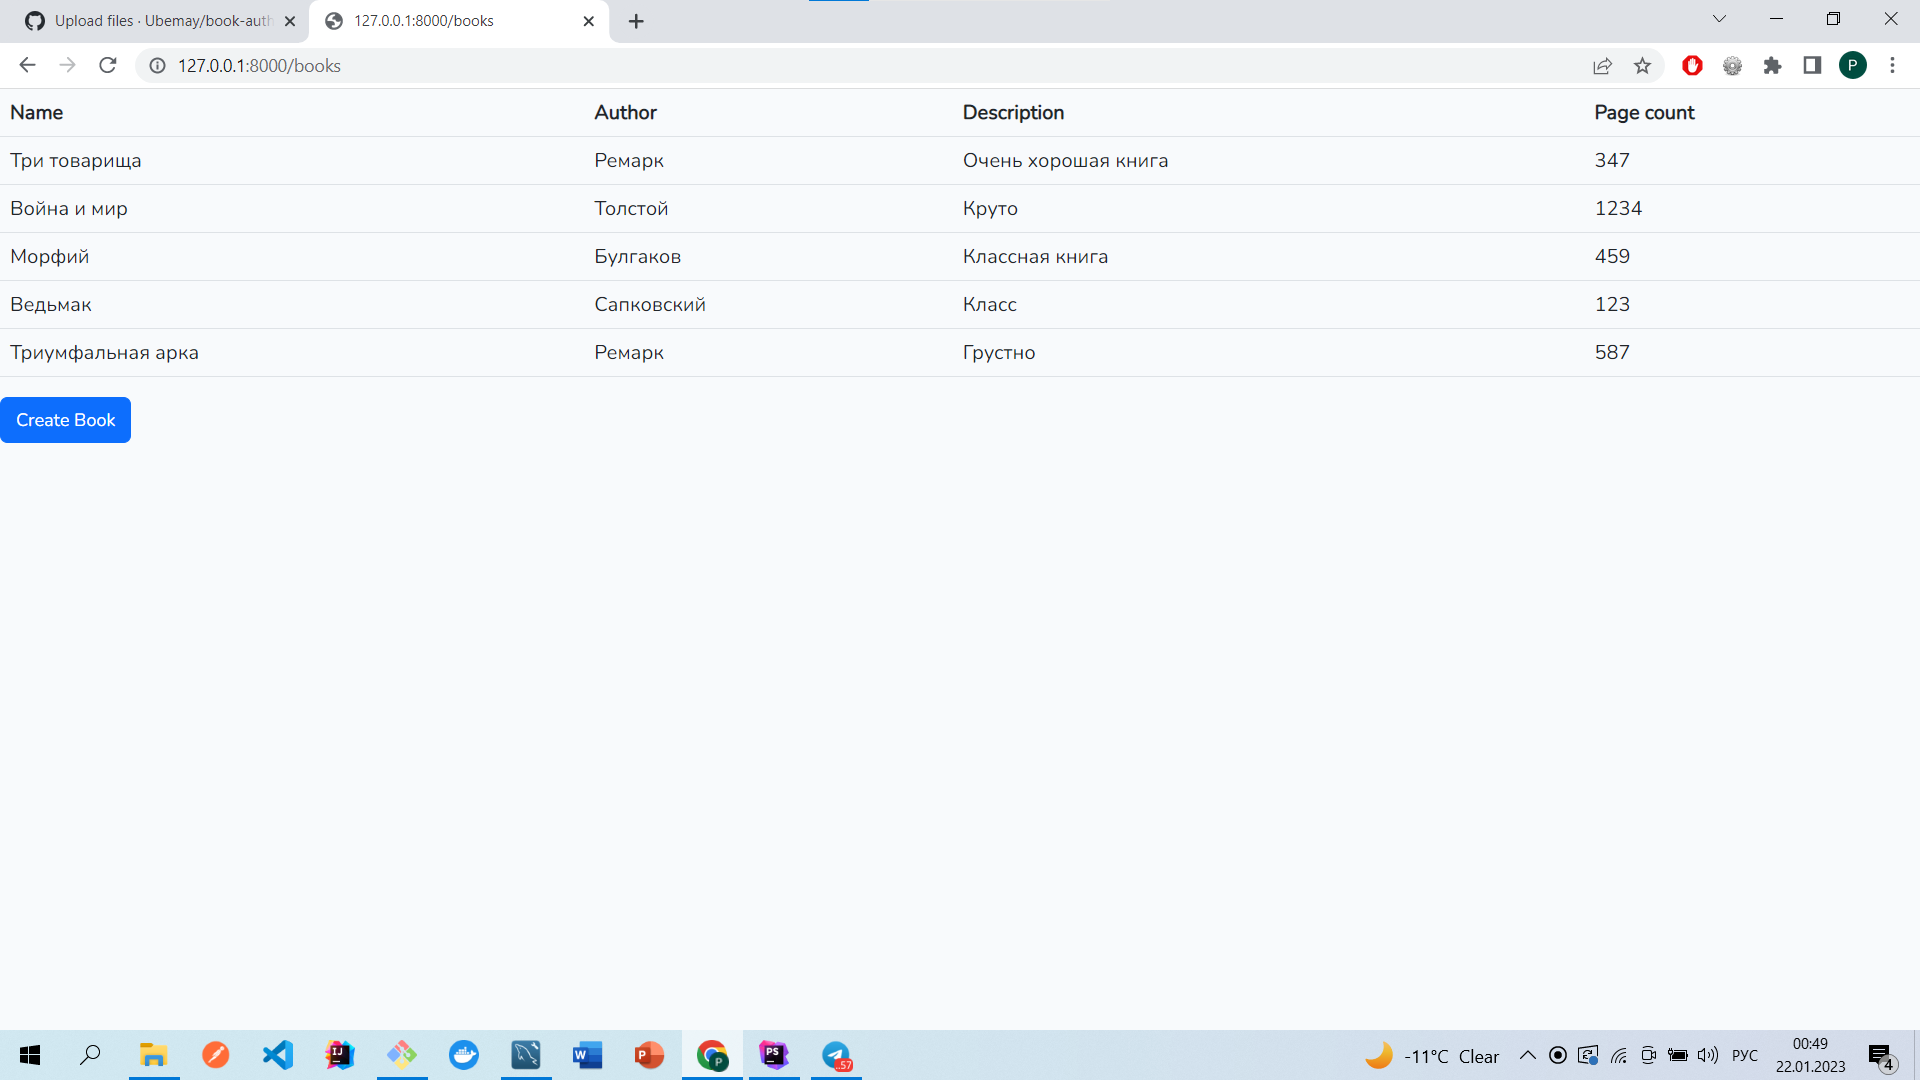 Upload files · Ubemay/book-auth
127.0.0.1:8000/books
127.0.0.1:8000/books
P
Name Author Description Page count
Три товарища Ремарк Очень хорошая книга 347
Война и мир Толстой Круто 1234
Морфий Булгаков Классная книга 459
Ведьмак Сапковский Класс 123
Триумфальная арка Ремарк Грустно 587
Create Book
IJ W P P PS ..57
-11°C Clear РУС 00:49
22.01.2023
4